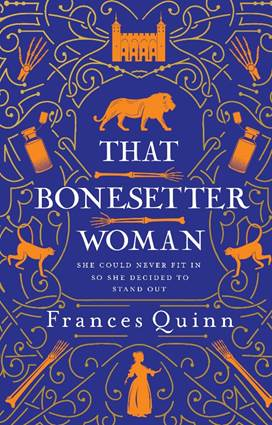 THAT
BONESETTER
WOMAN
SHE COULD NEVER FIT IN
SO SHE DECIDED TO
STAND OUT
Frances Quinn